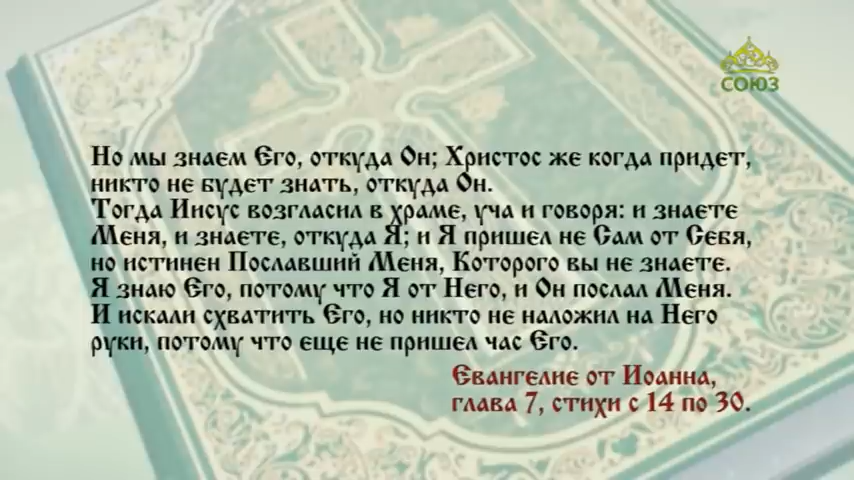 СОЮЗ
Но мы знаем Его, откуда Он; Христос же когда придет,
никто не будет знать, откуда Он.
Тогда Иисус возгласил в храме, уча и говоря: и знаете
Меня, и знаете, откуда Я; и Я пришел не Сам от Себя,
но истинен Пославший Меня, Которого вы не знаете.
Я знаю Его, потому что Я от Него, и Он послал Меня.
И искали схватить Его, но никто не наложил на Него
руки, потому что еще не пришел час Его.
Евангелие от Иоанна,
глава 7, стихи с 14 по 30.